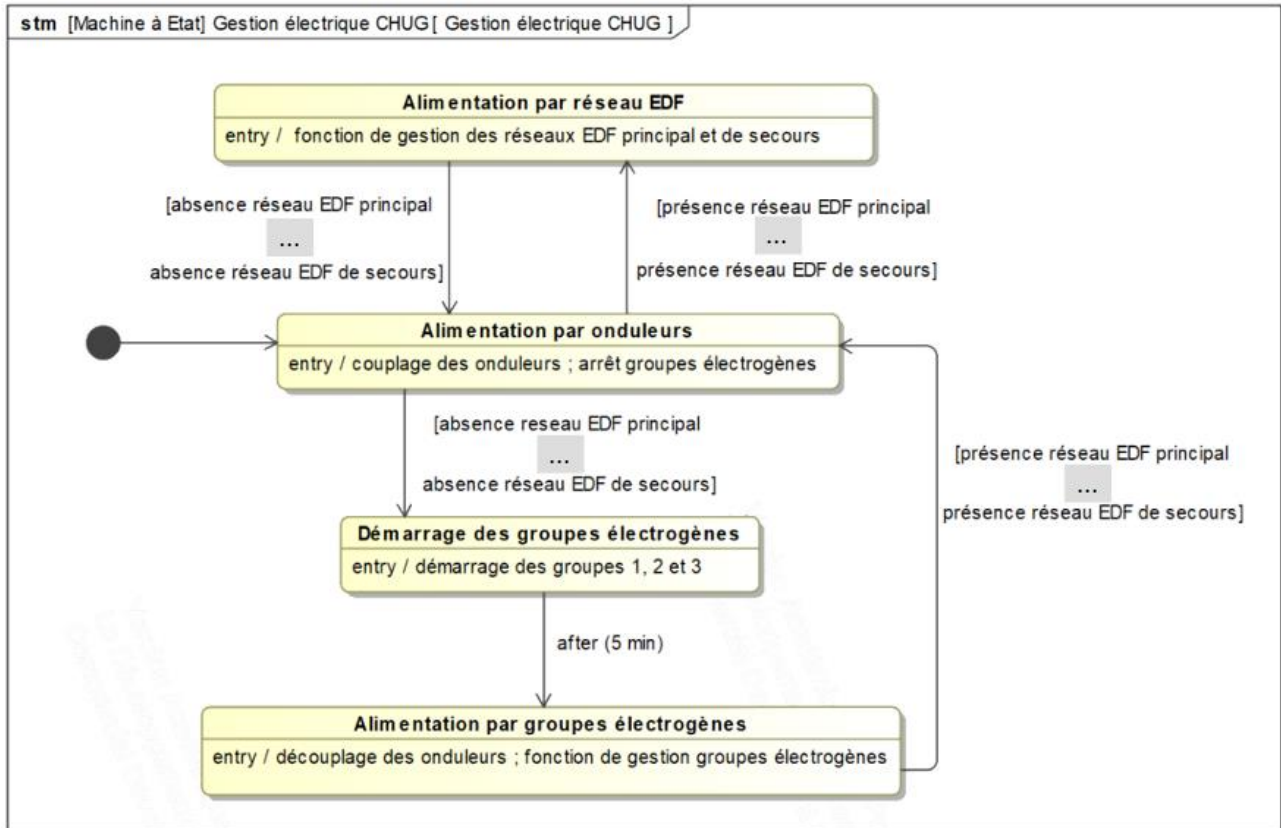 stm [Machine à Etat] Gestion électrique CHUG[ Gestion électrique CHUG ]
Alimentation par réseau EDF
entry / fonction de gestion des réseaux EDF principal et de secours
[absence réseau EDF principal
...
absence réseau EDF de secours]
[présence réseau EDF principal
...
présence réseau EDF de secours]
Alimentation par onduleurs
entry / couplage des onduleurs ; arrêt groupes électrogènes
[absence reseau EDF principal
...
absence réseau EDF de secours]
[présence réseau EDF principal
...
présence réseau EDF de secours]
Démarrage des groupes électrogènes
entry / démarrage des groupes 1, 2 et 3
after (5 min)
Alimentation par groupes électrogènes
entry / découplage des onduleurs ; fonction de gestion groupes électrogènes